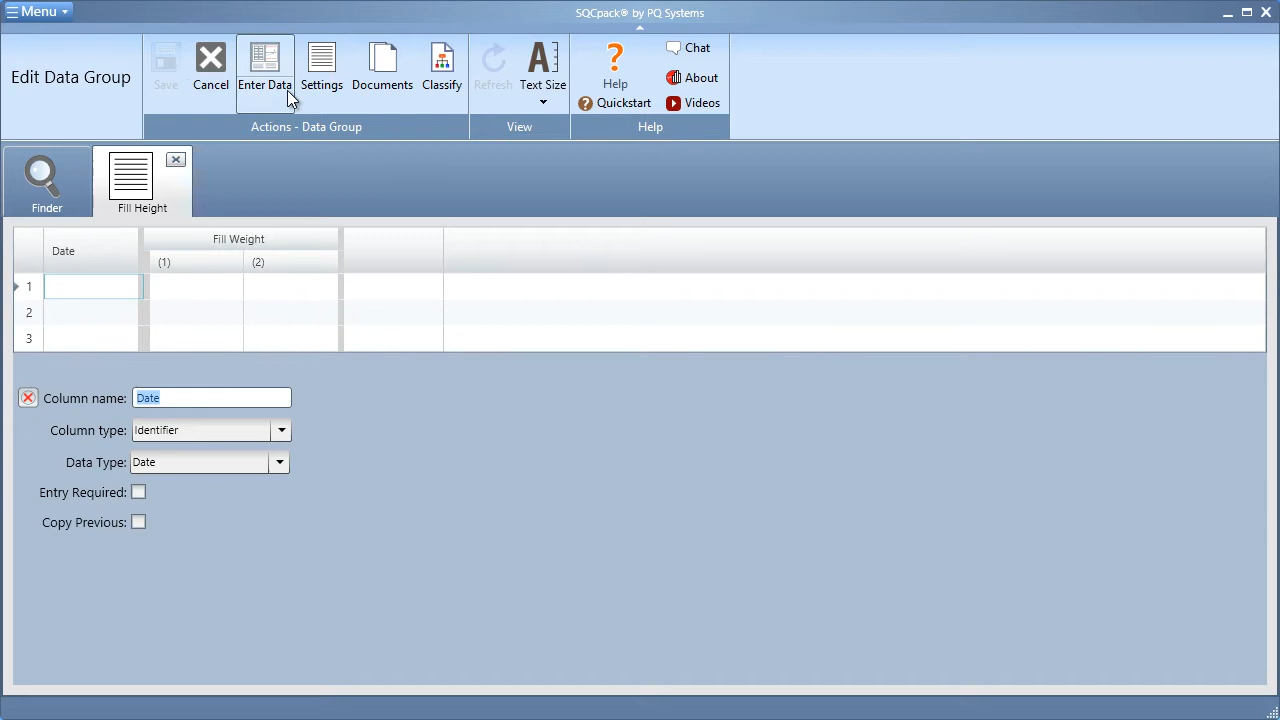 Menu
SQCpack® by PQ Systems
Edit Data Group
Save
Cancel
Enter Data
Settings
Documents
Classify
Refresh
Text Size
Help
Chat
About
Quickstart
Videos
Actions - Data Group
View
Help
Finder
Fill Height
Date
Fill Weight
(1)
(2)
1
2
3
Column name: Date
Column type: Identifier
Data Type: Date
Entry Required:
Copy Previous: